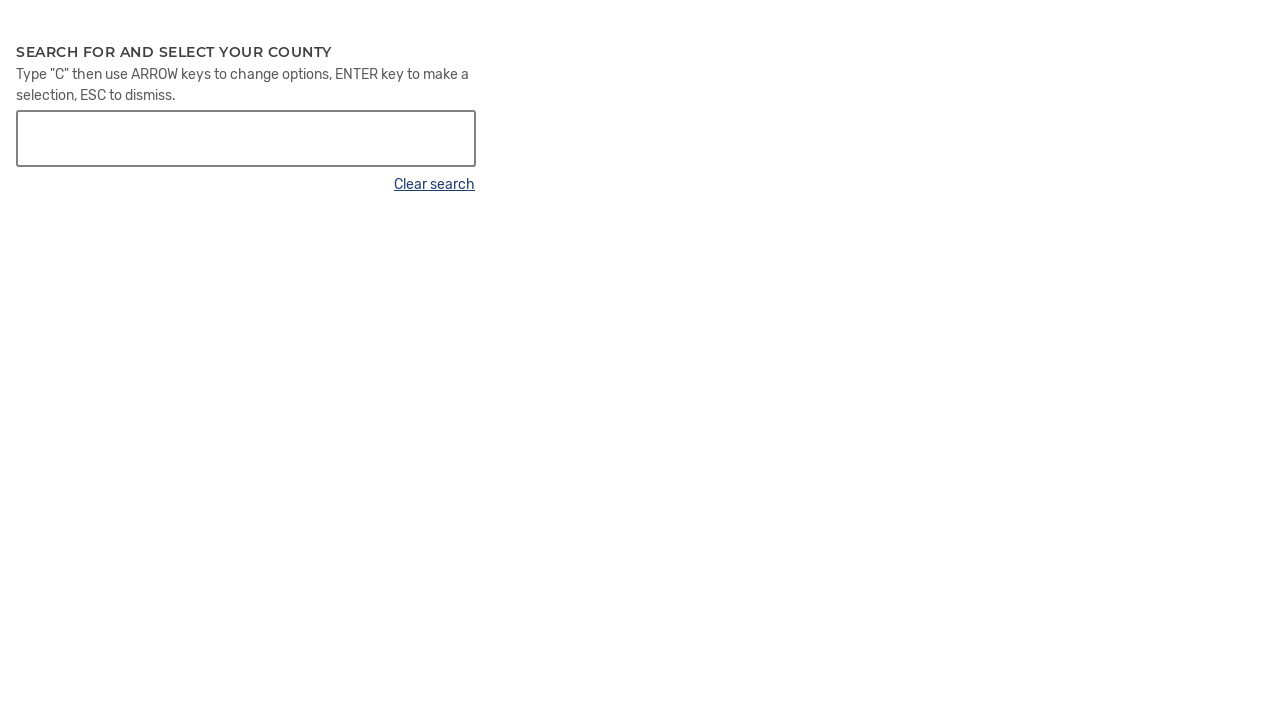 SEARCH FOR AND SELECT YOUR COUNTY
Type "C" then use ARROW keys to change options, ENTER key to make a
selection, ESC to dismiss.
Clear search